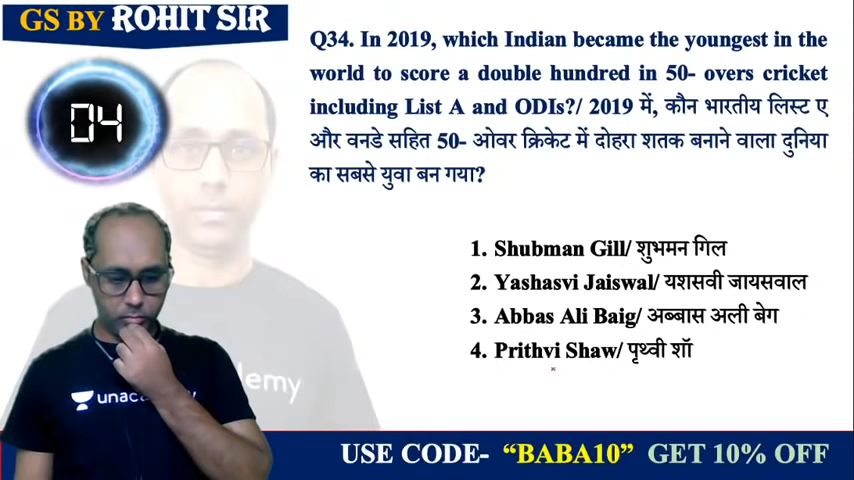 GS BY ROHIT SIR
04
Q34. In 2019, which Indian became the youngest in the
world to score a double hundred in 50- overs cricket
including List A and ODIs?/ 2019 में, कौन भारतीय लिस्ट ए
और वनडे सहित 50- ओवर क्रिकेट में दोहरा शतक बनाने वाला दुनिया
का सबसे युवा बन गया?
1. Shubman Gill/ शुभमन गिल
2. Yashasvi Jaiswal/ यशसवी जायसवाल
3. Abbas Ali Baig/ अब्बास अली बेग
4. Prithvi Shaw/ पृथ्वी शॉ
demy
USE CODE- “BABA10” GET 10% OFF